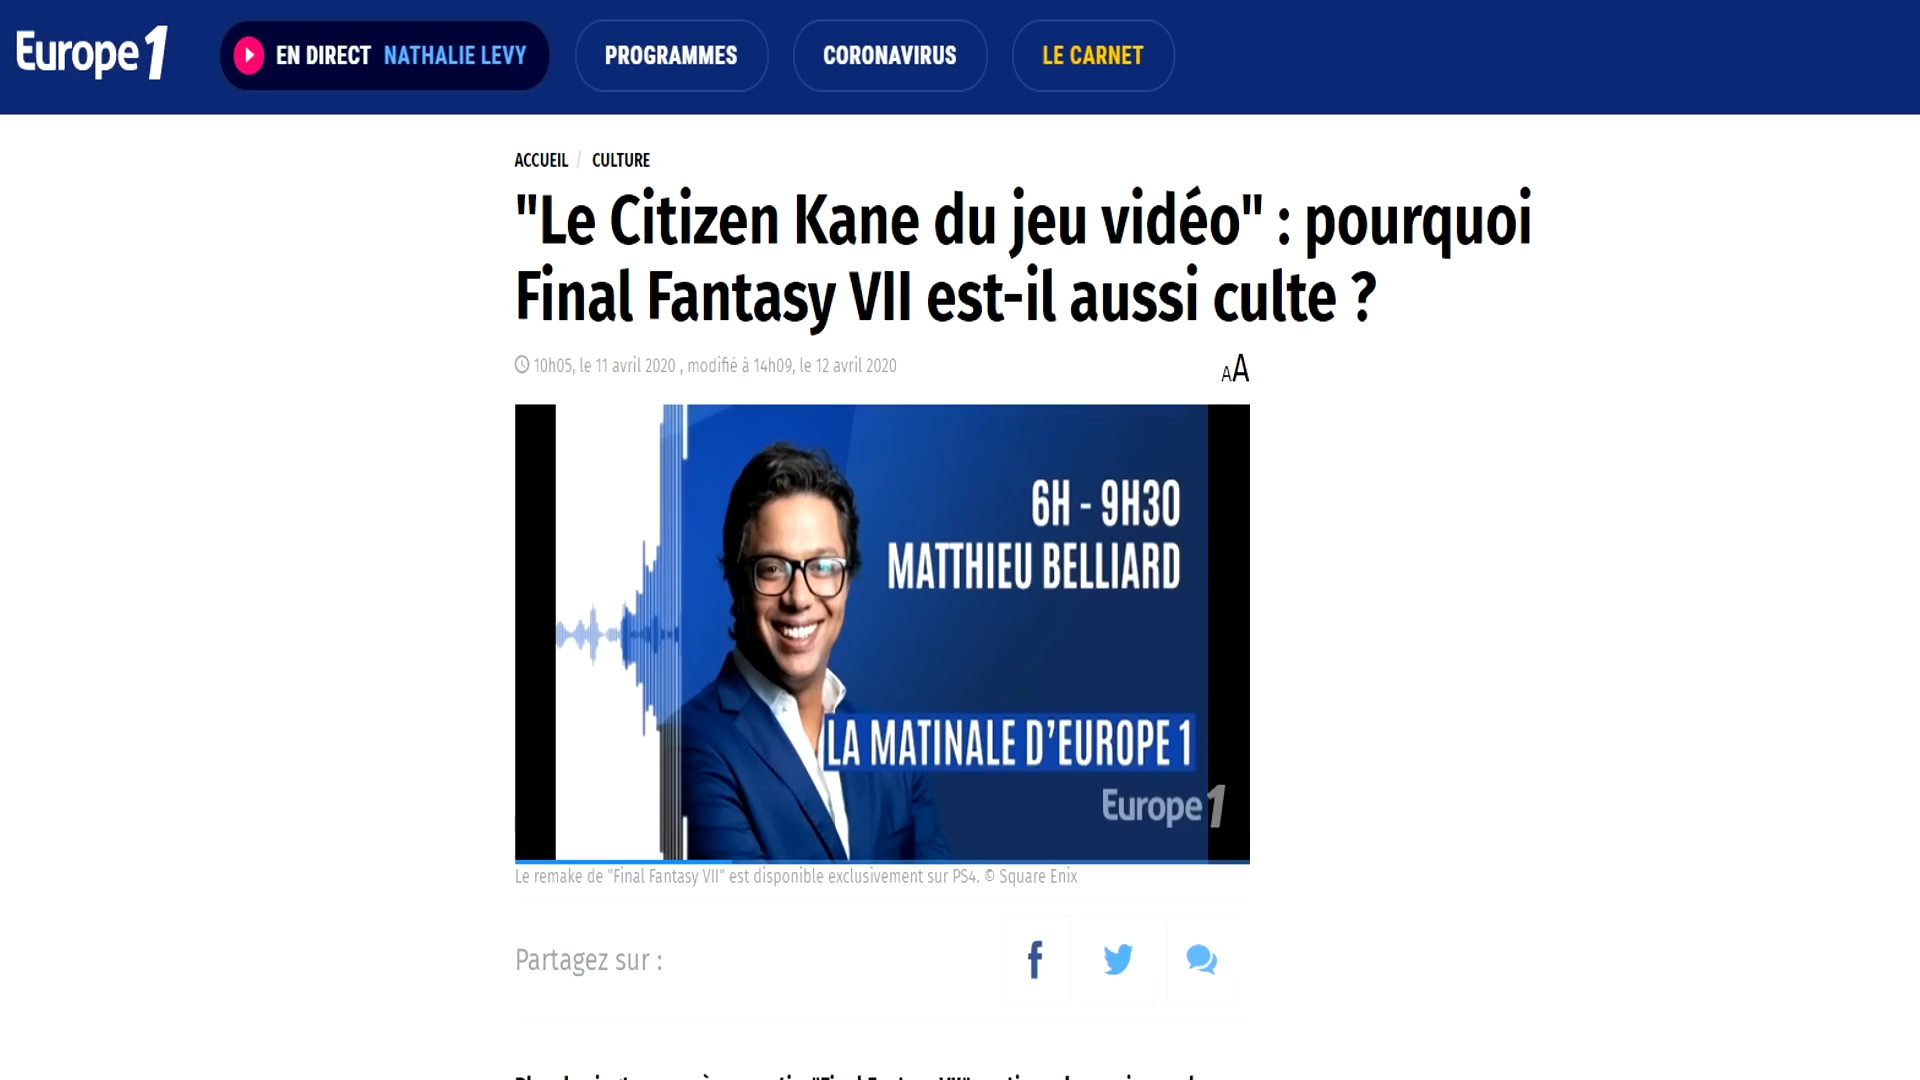 Europe 1
EN DIRECT NATHALIE LEVY
PROGRAMMES
CORONAVIRUS
LE CARNET
ACCUEIL / CULTURE
"Le Citizen Kane du jeu vidéo" : pourquoi
Final Fantasy VII est-il aussi culte ?
10h05, le 11 avril 2020 , modifié à 14h09, le 12 avril 2020
AA
6H - 9H30
MATTHIEU BELLIARD
LA MATINALE D'EUROPE 1
Europe 1
Le remake de "Final Fantasy VII" est disponible exclusivement sur PS4. © Square Enix
Partagez sur :